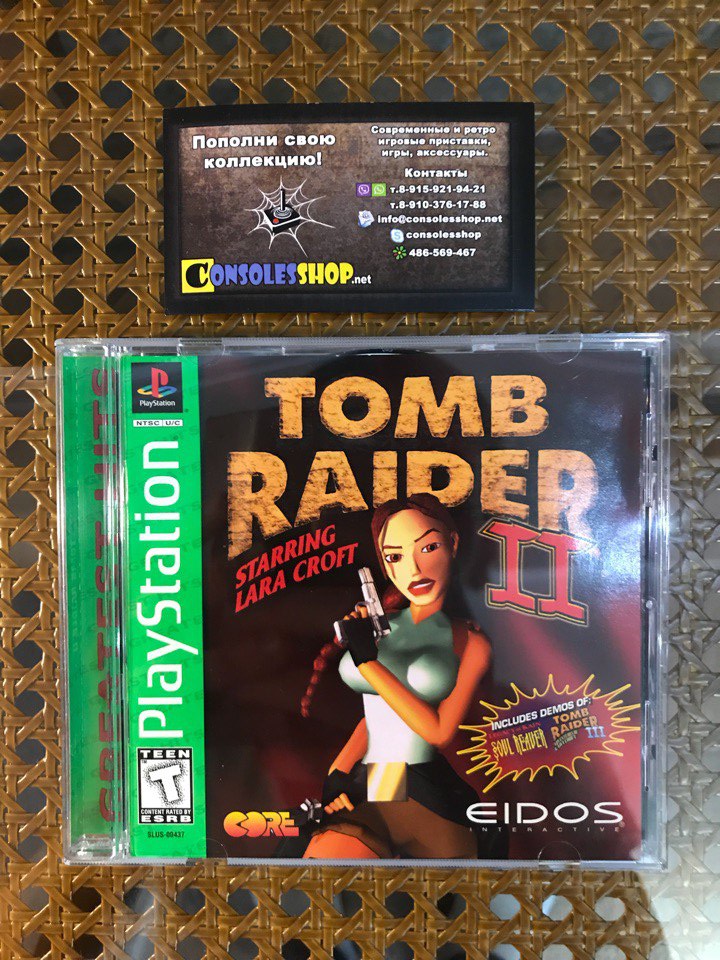 Пополни свою
коллекцию!
Современные и ретро
игровые приставки,
игры, аксессуары.
Контакты
т.8-915-921-94-21
т.8-910-376-17-88
info@consolesshop.net
consolesshop
486-569-467
CONSOLESSHOP.net
GREATEST HITS
PlayStation
NTSC U/C
PlayStation
TOMB
RAIDER
II
STARRING
LARA CROFT
INCLUDES DEMOS OF:
SOUL REAVER
TOMB
RAIDER
III
TEEN
T
CONTENT RATED BY
ESRB
SLUS-00437
CORE
EIDOS
INTERACTIVE